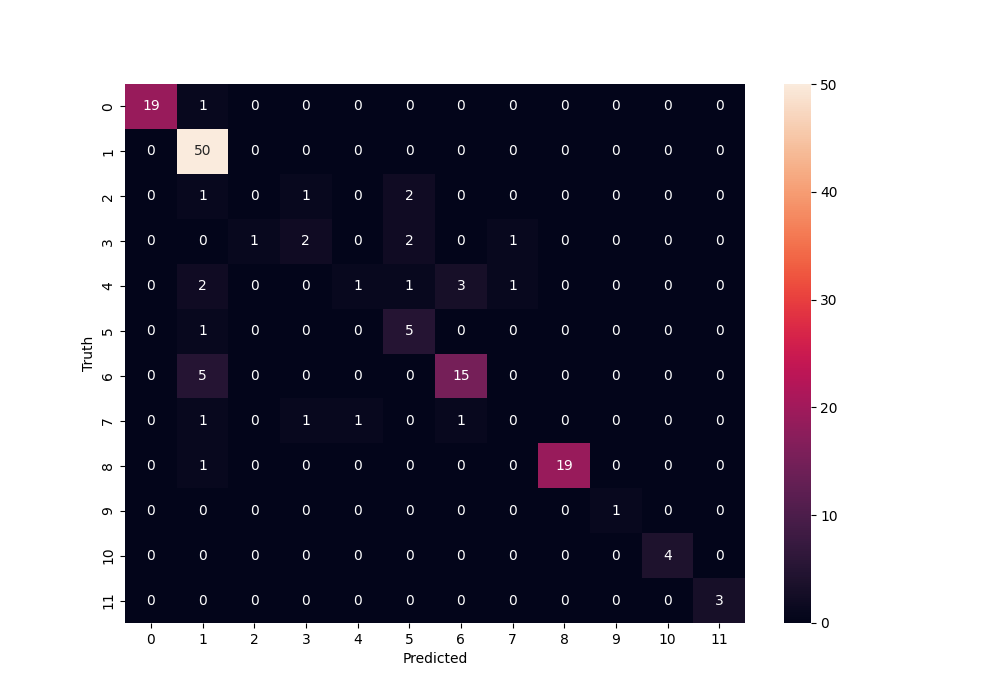 0 19 1 0 0 0 0 0 0 0 0 0 0
1 0 50 0 0 0 0 0 0 0 0 0 0
2 0 1 0 1 0 2 0 0 0 0 0 0
3 0 0 1 2 0 2 0 1 0 0 0 0
4 0 2 0 0 1 1 3 1 0 0 0 0
5 0 1 0 0 0 5 0 0 0 0 0 0
6 0 5 0 0 0 0 15 0 0 0 0 0
7 0 1 0 1 1 0 1 0 0 0 0 0
8 0 1 0 0 0 0 0 0 19 0 0 0
9 0 0 0 0 0 0 0 0 0 1 0 0
10 0 0 0 0 0 0 0 0 0 0 4 0
11 0 0 0 0 0 0 0 0 0 0 0 3
0 1 2 3 4 5 6 7 8 9 10 11
Predicted
Truth
50
40
30
20
10
0